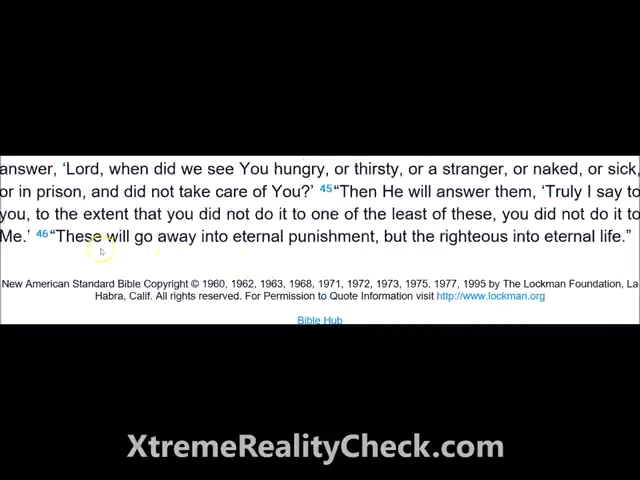 answer, ‘Lord, when did we see You hungry, or thirsty, or a stranger, or naked, or sick,
or in prison, and did not take care of You?’ 45“Then He will answer them, ‘Truly I say to
you, to the extent that you did not do it to one of the least of these, you did not do it to
Me.’ 46“These will go away into eternal punishment, but the righteous into eternal life.”
New American Standard Bible Copyright © 1960, 1962, 1963, 1968, 1971, 1972, 1973, 1975. 1977, 1995 by The Lockman Foundation, La
Habra, Calif. All rights reserved. For Permission to Quote Information visit http://www.lockman.org
Bible Hub
XtremeRealityCheck.com